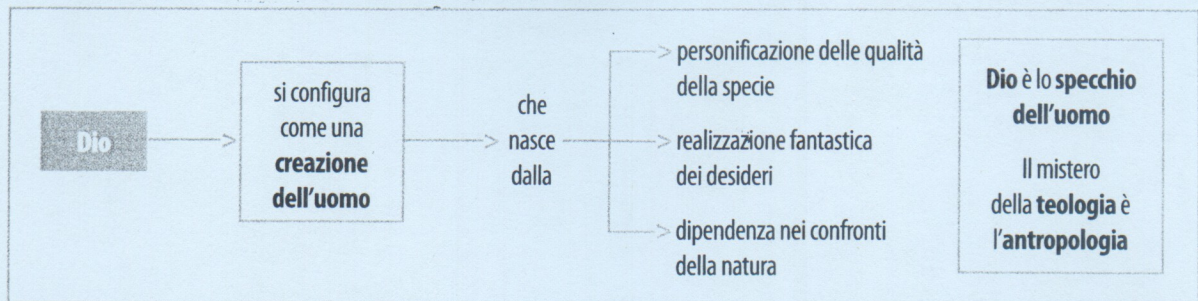 Dio
si configura
come una
creazione
dell'uomo
che
nasce
dalla
personificazione delle qualità
della specie
realizzazione fantastica
dei desideri
dipendenza nei confronti
della natura
Dio è lo specchio
dell'uomo
Il mistero
della teologia è
l'antropologia